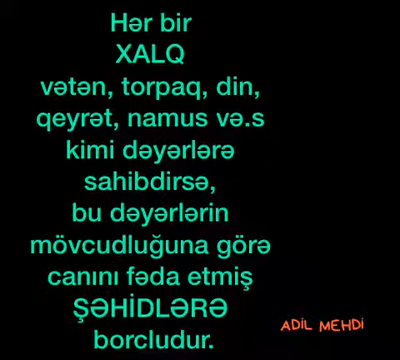 Hər bir
XALQ
vətən, torpaq, din,
qeyrət, namus və.s
kimi dəyərlərə
sahibdirsə,
bu dəyərlərin
mövcudluğuna görə
canını fəda etmiş
ŞƏHİDLƏRƏ
borcludur.
ADİL MEHDİ